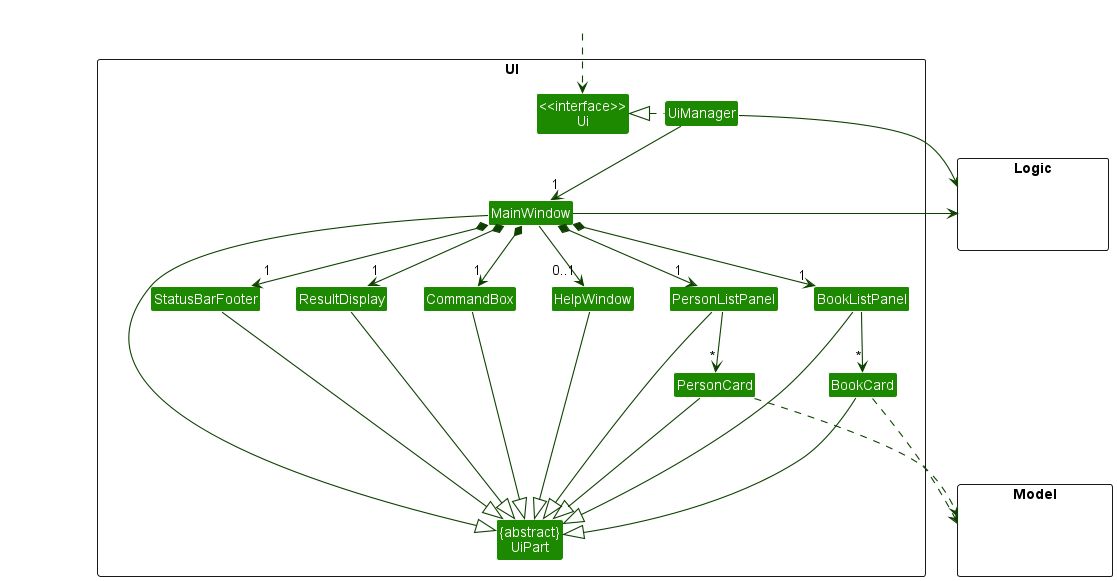 UI
<<interface>>
Ui
UiManager
Logic
1
MainWindow
1
1
1
0..1
1
1
StatusBarFooter
ResultDisplay
CommandBox
HelpWindow
PersonListPanel
BookListPanel
*
*
PersonCard
BookCard
Model
{abstract}
UiPart